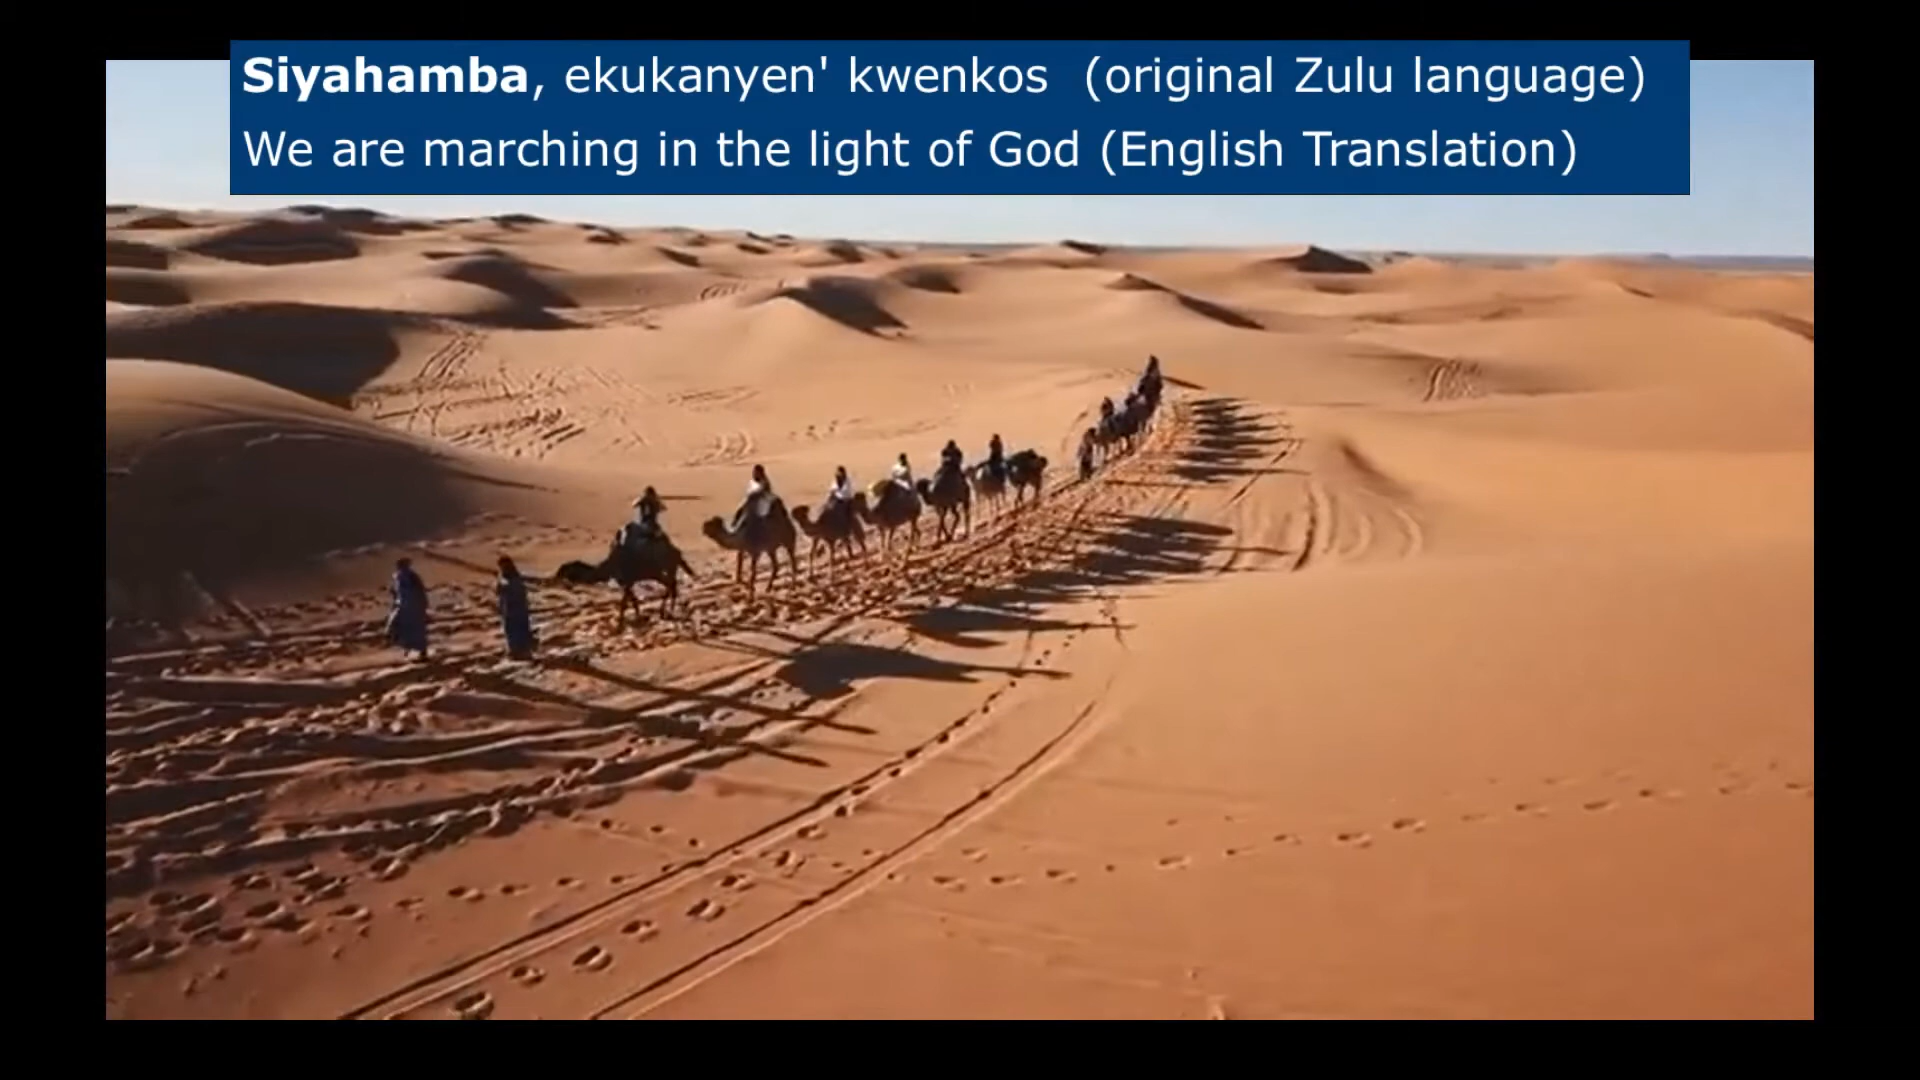 Siyahamba, ekukanyen' kwenkos (original Zulu language)
We are marching in the light of God (English Translation)